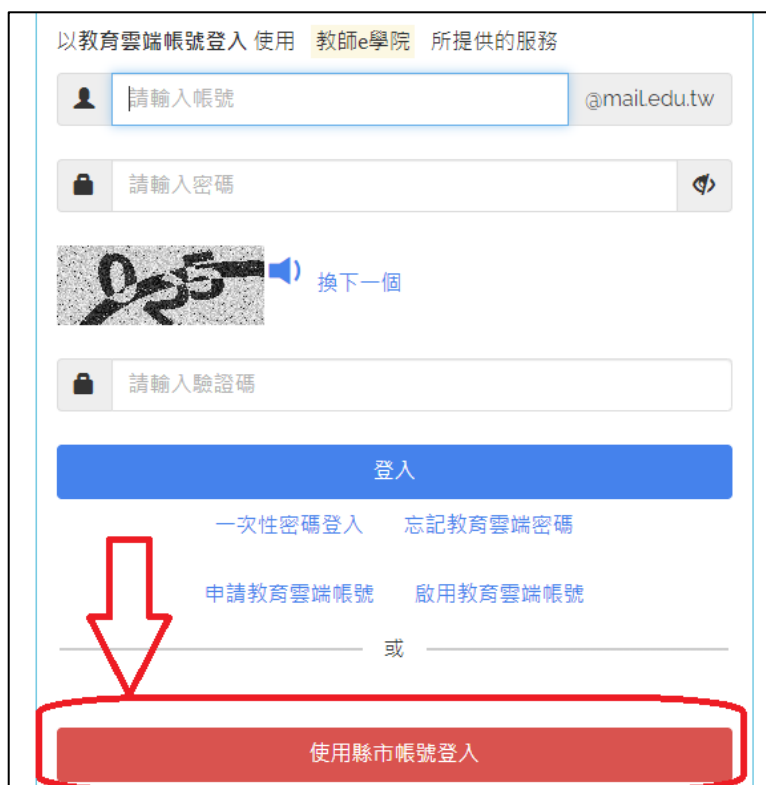 以教育雲端帳號登入 使用 教師e學院 所提供的服務
請輸入帳號 @mail.edu.tw
請輸入密碼
換下一個
請輸入驗證碼
登入
一次性密碼登入 忘記教育雲端密碼
申請教育雲端帳號 啟用教育雲端帳號
或
使用縣市帳號登入